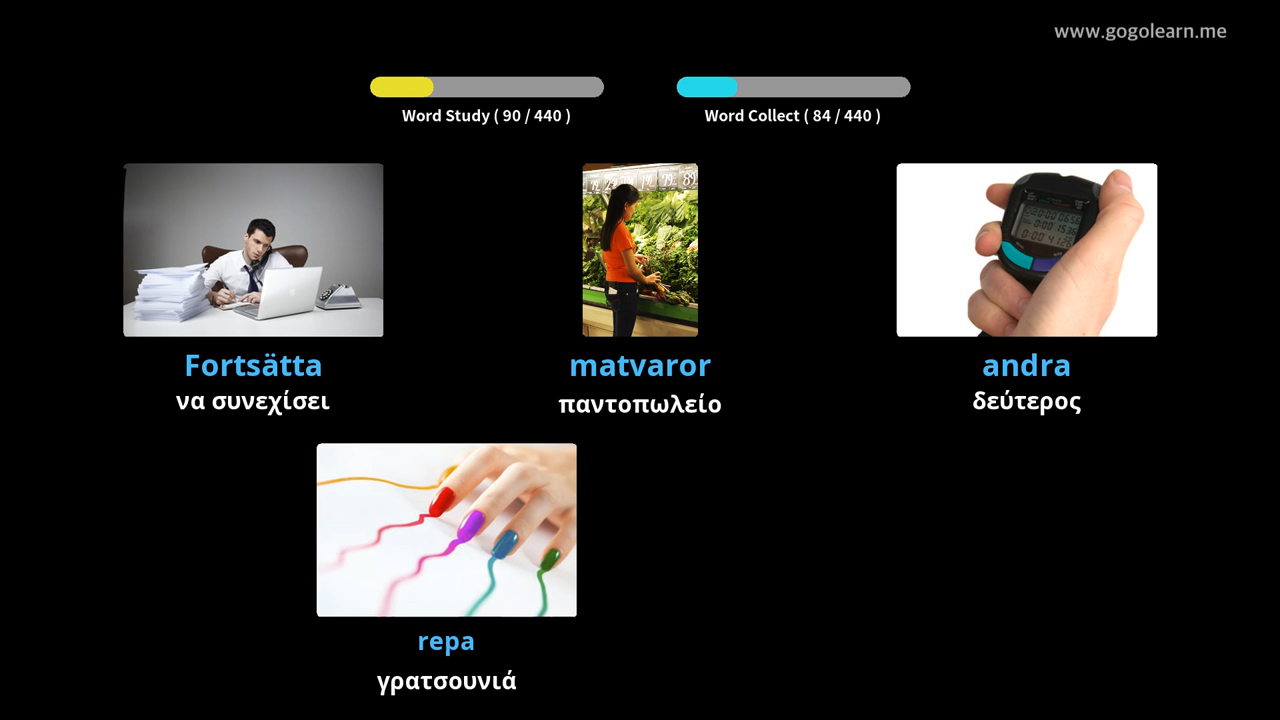 www.gogolearn.me
Word Study ( 90 / 440 )
Word Collect ( 84 / 440 )
Fortsätta
να συνεχίσει
matvaror
παντοπωλείο
andra
δεύτερος
repa
γρατσουνιά